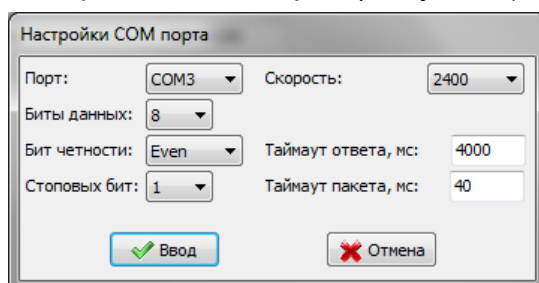 Настройки COM порта
Порт: COM3 Скорость: 2400
Биты данных: 8
Бит четности: Even Таймаут ответа, мс: 4000
Стоповых бит: 1 Таймаут пакета, мс: 40
Ввод Отмена